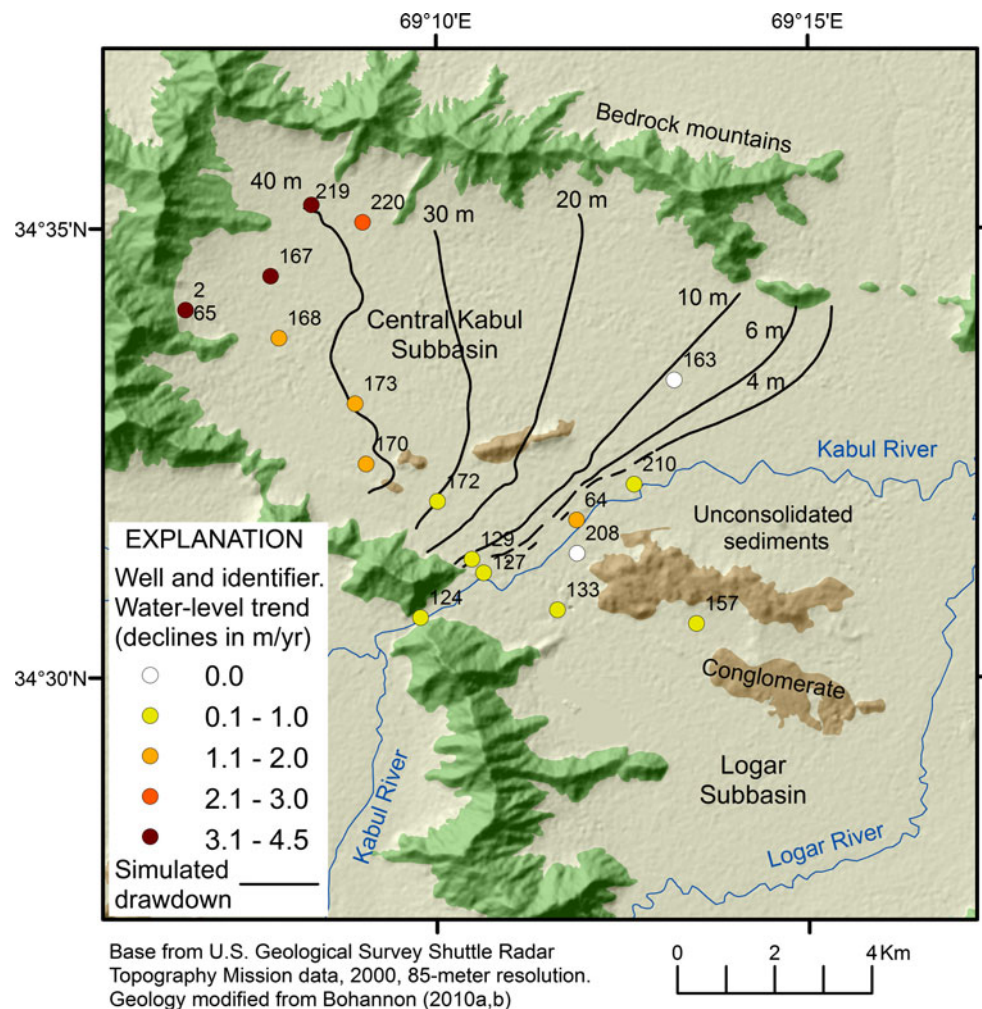 69°10'E
69°15'E
Bedrock mountains
40 m
219
220
30 m
20 m
34°35'N
167
10 m
2
65
168
Central Kabul
Subbasin
6 m
163
173
4 m
170
Kabul River
172
210
64
EXPLANATION
Well and identifier.
Water-level trend
(declines in m/yr)
0.0
0.1 - 1.0
1.1 - 2.0
2.1 - 3.0
3.1 - 4.5
Simulated
drawdown
129
208
Unconsolidated
sediments
127
124
133
157
34°30'N
Conglomerate
Kabul River
Logar
Subbasin
Logar River
Base from U.S. Geological Survey Shuttle Radar
Topography Mission data, 2000, 85-meter resolution.
Geology modified from Bohannon (2010a,b)
0 2 4 Km